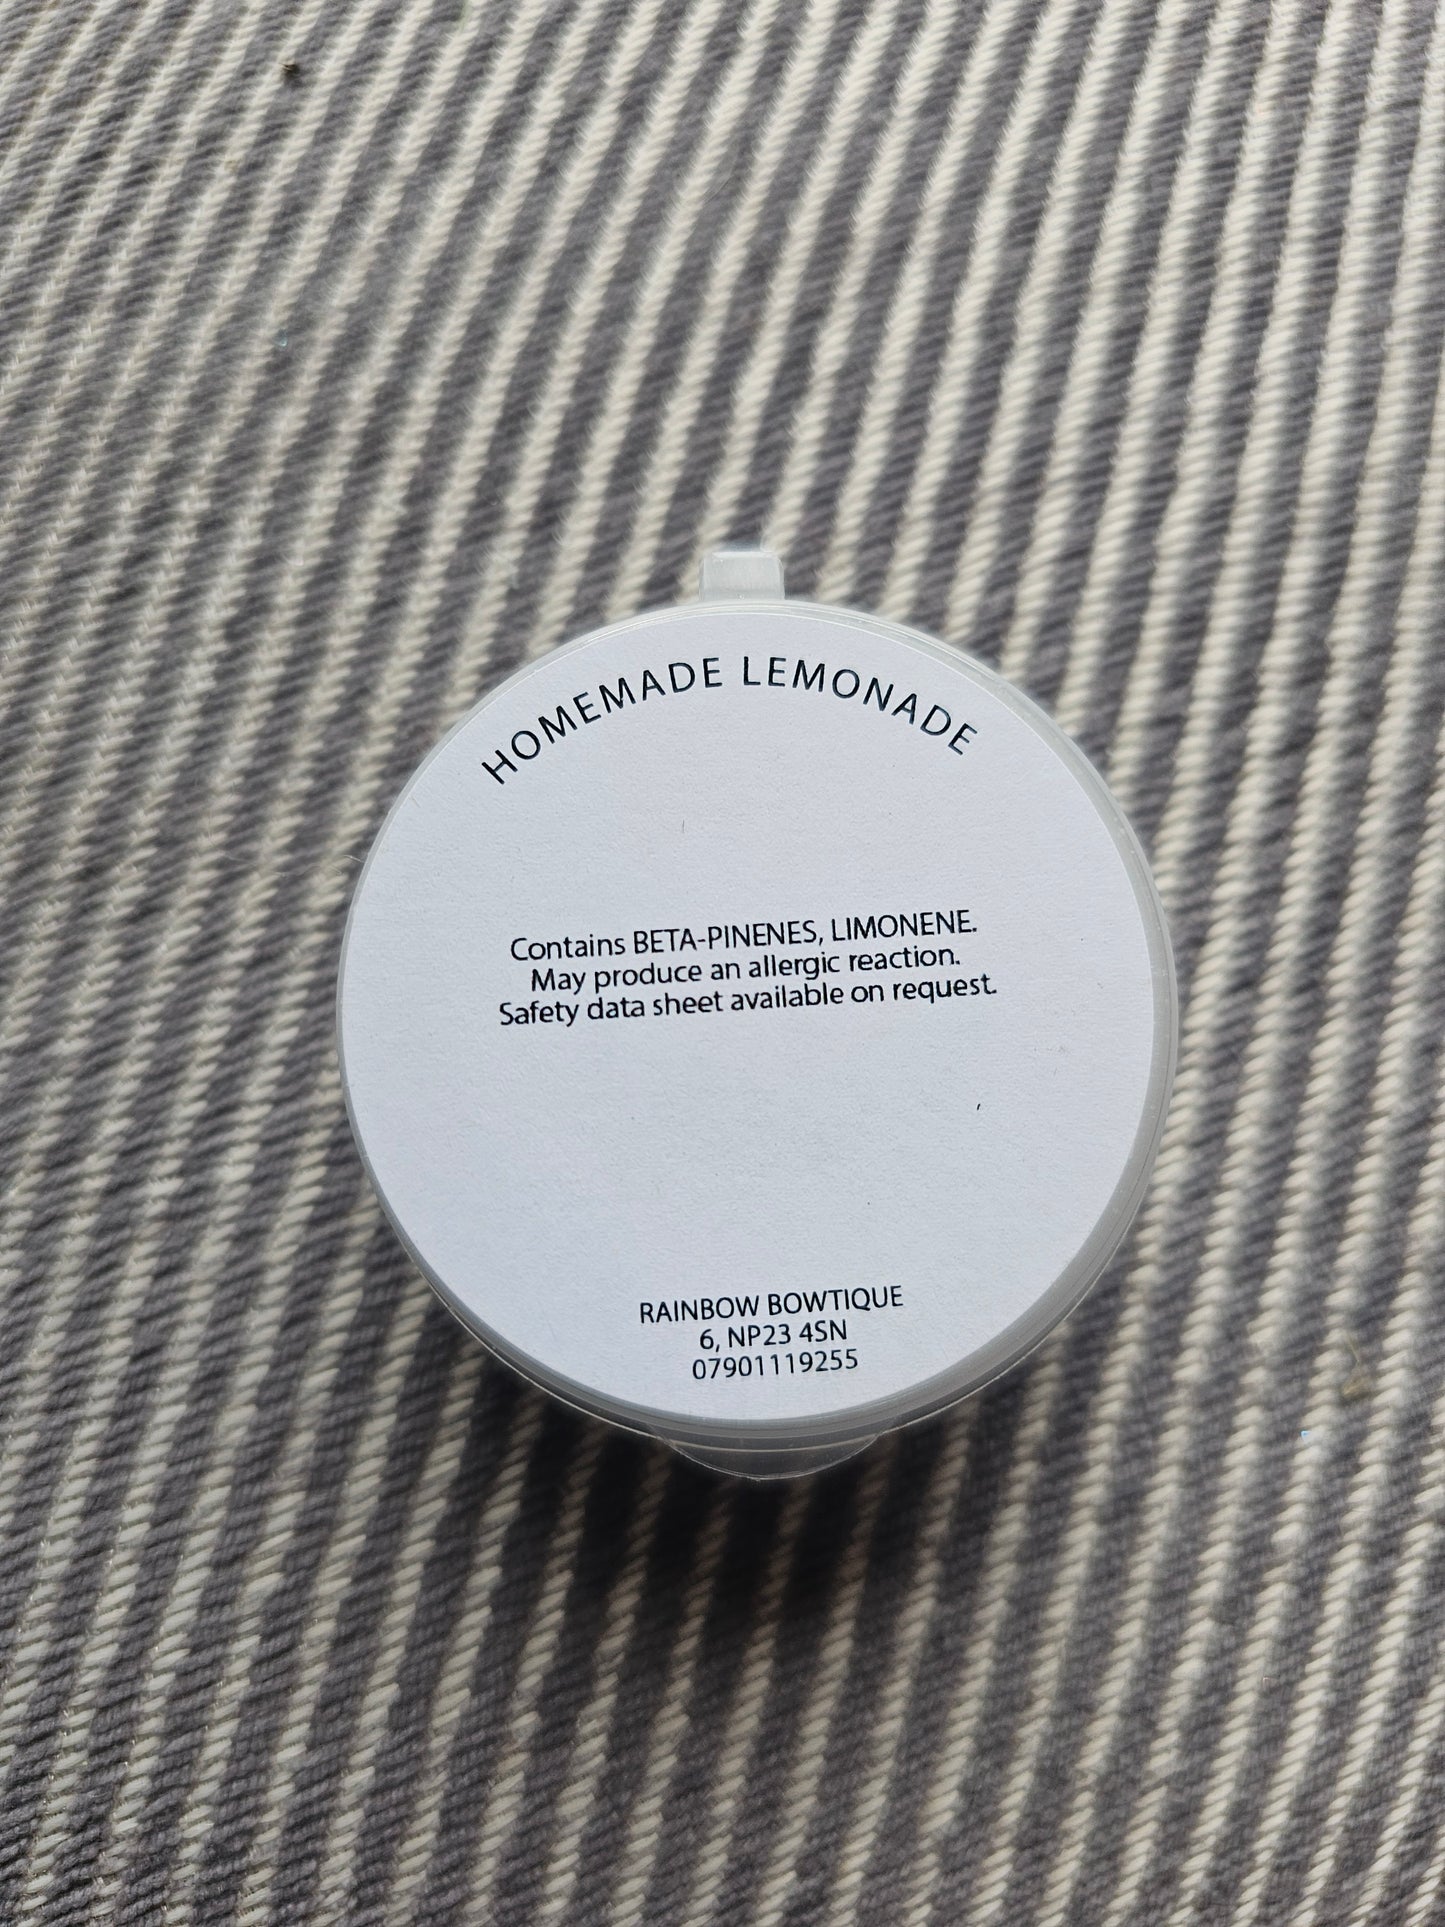 HOMEMADE LEMONADE
Contains BETA-PINENES, LIMONENE.
May produce an allergic reaction.
Safety data sheet available on request.
RAINBOW BOWTIQUE
6, NP23 4SN
07901119255